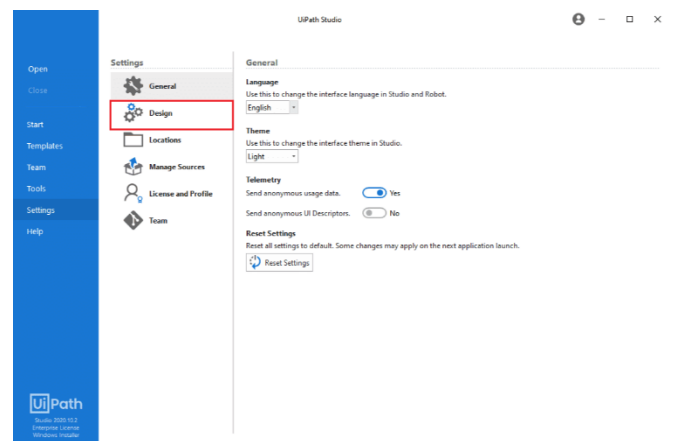 UiPath Studio
Open
Close
Start
Templates
Team
Tools
Settings
Help
UiPath
Studio 2020.10.2
Enterprise License
Windows Installer
Settings
General
Design
Locations
Manage Sources
License and Profile
Team
General
Language
Use this to change the interface language in Studio and Robot.
English
Theme
Use this to change the interface theme in Studio.
Light
Telemetry
Send anonymous usage data. Yes
Send anonymous UI Descriptors. No
Reset Settings
Reset all settings to default. Some changes may apply on the next application launch.
Reset Settings